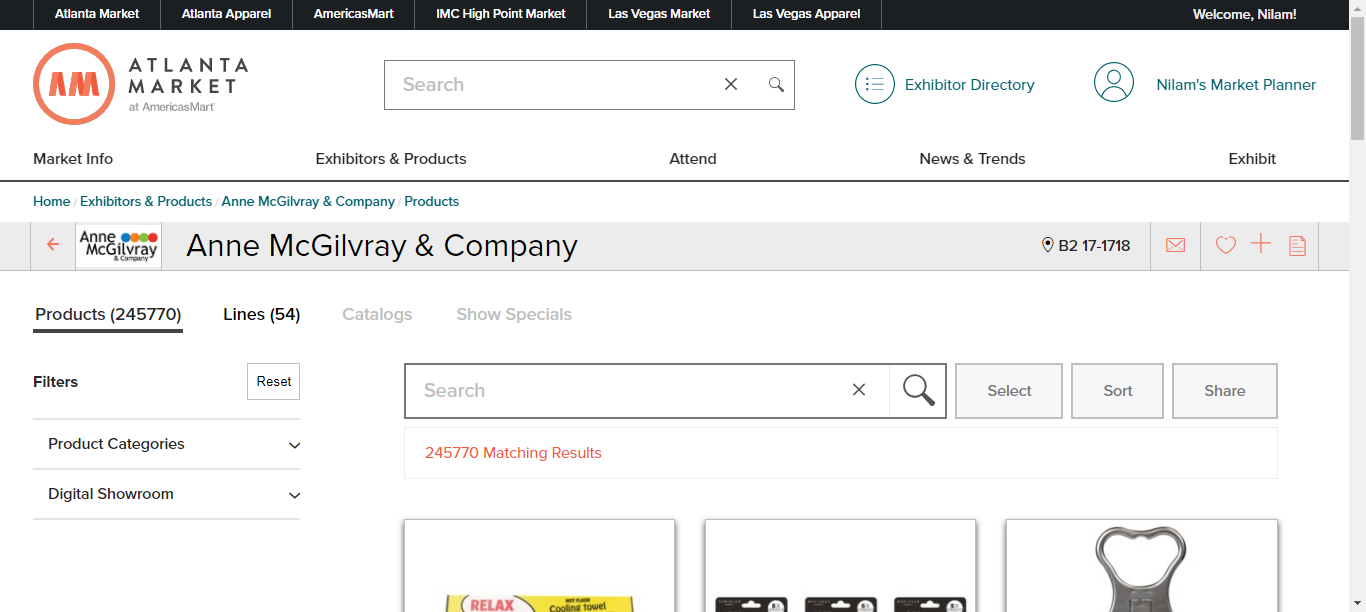 Atlanta Market Atlanta Apparel AmericasMart IMC High Point Market Las Vegas Market Las Vegas Apparel Welcome, Nilam!
AM ATLANTA
MARKET
at AmericasMart
Search
Exhibitor Directory
Nilam's Market Planner
Market Info Exhibitors & Products Attend News & Trends Exhibit
Home / Exhibitors & Products / Anne McGilvray & Company / Products
Anne
McGilvray
& Company
Anne McGilvray & Company
B2 17-1718
Products (245770) Lines (54) Catalogs Show Specials
Filters Reset
Product Categories
Digital Showroom
Search
Select Sort Share
245770 Matching Results
RELAX
HOT FLASH
Cooling towel